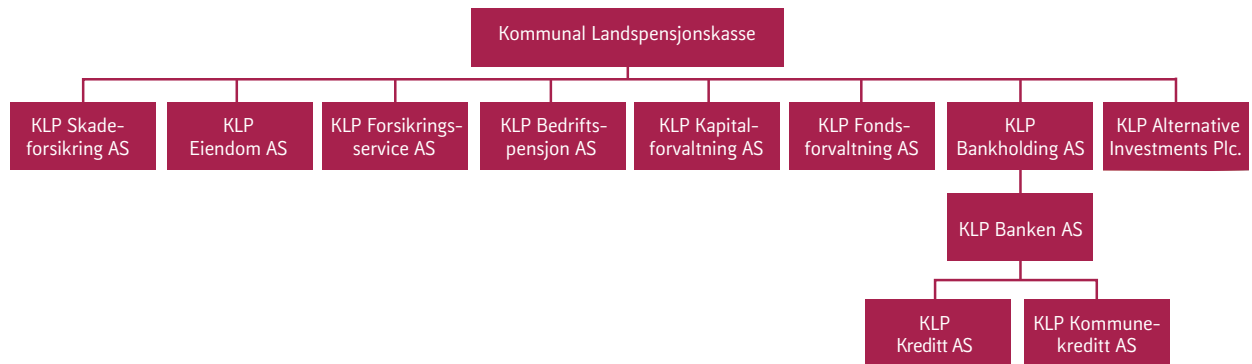 Kommunal Landspensjonskasse
KLP Skade-
forsikring AS
KLP
Eiendom AS
KLP Forsikrings-
service AS
KLP Bedrifts-
pensjon AS
KLP Kapital-
forvaltning AS
KLP Fonds-
forvaltning AS
KLP
Bankholding AS
KLP Alternative
Investments Plc.
KLP Banken AS
KLP
Kreditt AS
KLP Kommune-
kreditt AS